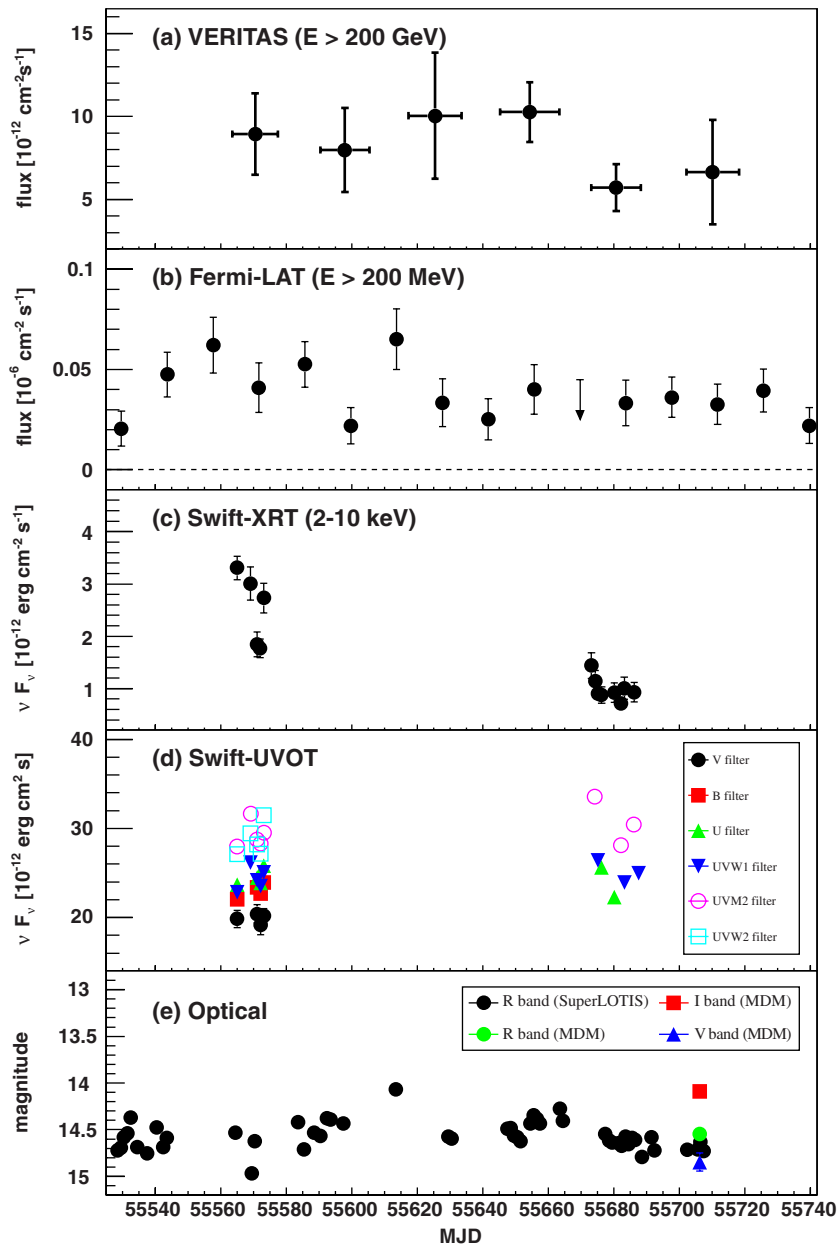 (a) VERITAS (E > 200 GeV)
15
10
5
flux [10⁻¹² cm⁻²s⁻¹]
(b) Fermi-LAT (E > 200 MeV)
0.1
0.05
0
flux [10⁻⁶ cm⁻² s⁻¹]
(c) Swift-XRT (2-10 keV)
4
3
2
1
ν Fν [10⁻¹² erg cm⁻² s⁻¹]
(d) Swift-UVOT
40
30
20
ν Fν [10⁻¹² erg cm² s]
V filter
B filter
U filter
UVW1 filter
UVM2 filter
UVW2 filter
(e) Optical
13
13.5
14
14.5
15
magnitude
R band (SuperLOTIS)
I band (MDM)
R band (MDM)
V band (MDM)
55540 55560 55580 55600 55620 55640 55660 55680 55700 55720 55740
MJD